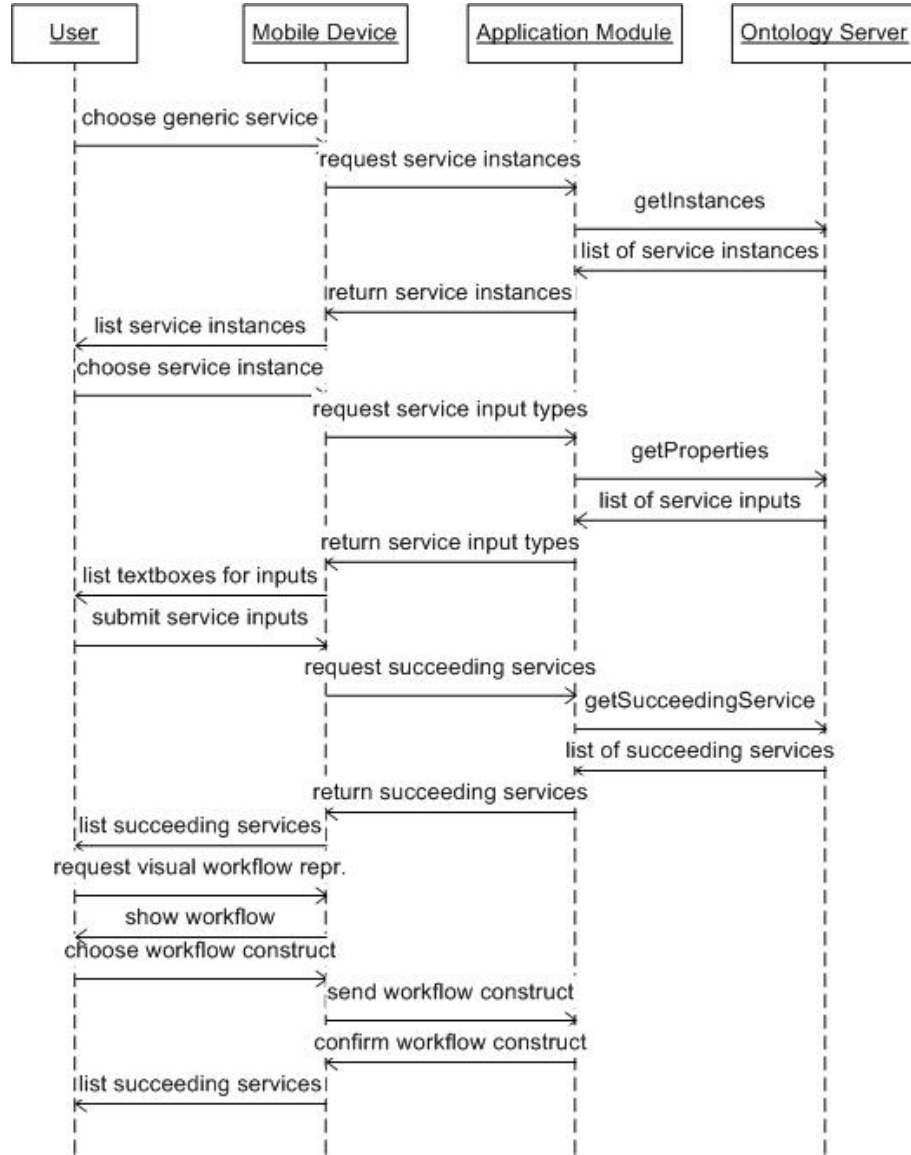 User
Mobile Device
Application Module
Ontology Server
choose generic service
request service instances
getInstances
list of service instances
return service instances
list service instances
choose service instance
request service input types
getProperties
list of service inputs
return service input types
list textboxes for inputs
submit service inputs
request succeeding services
getSucceedingService
list of succeeding services
return succeeding services
list succeeding services
request visual workflow repr.
show workflow
choose workflow construct
send workflow construct
confirm workflow construct
list succeeding services